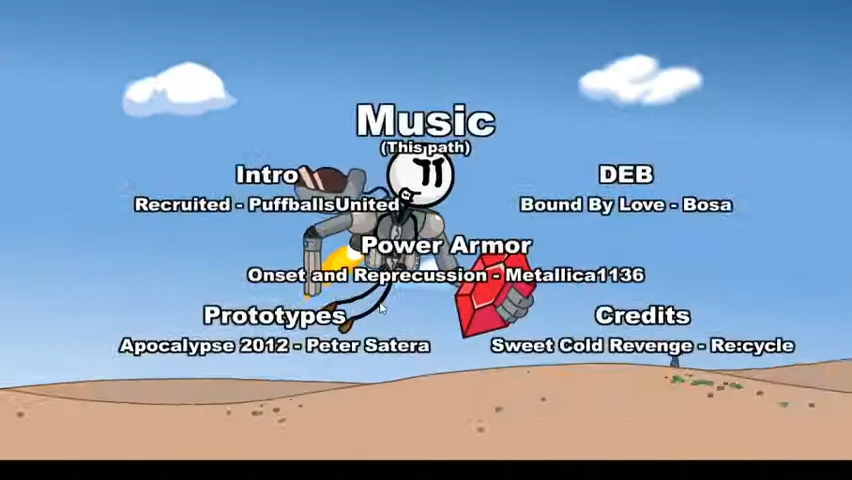 Music
(This path)
Intro
DEB
Recruited - PuffballsUnited
Bound By Love - Bosa
Power Armor
Onset and Reprecussion - Metallica1136
Prototypes
Credits
Apocalypse 2012 - Peter Satera
Sweet Cold Revenge - Re:cycle